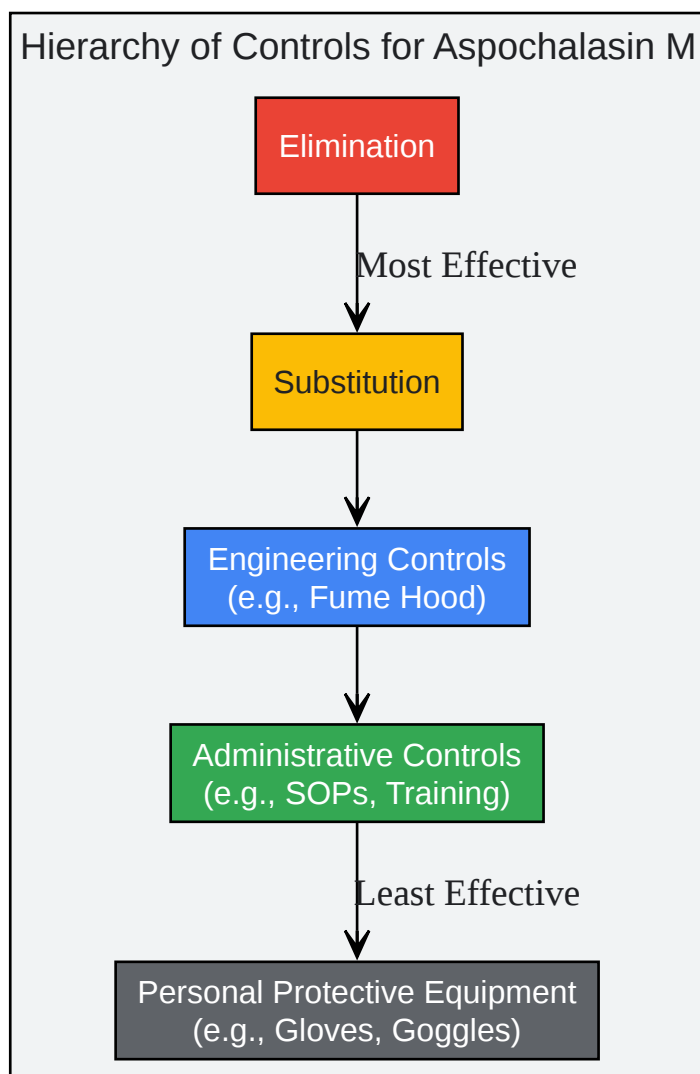 Hierarchy of Controls for Aspochalasin M
Elimination
Most Effective
Substitution
Engineering Controls
(e.g., Fume Hood)
Administrative Controls
(e.g., SOPs, Training)
Least Effective
Personal Protective Equipment
(e.g., Gloves, Goggles)